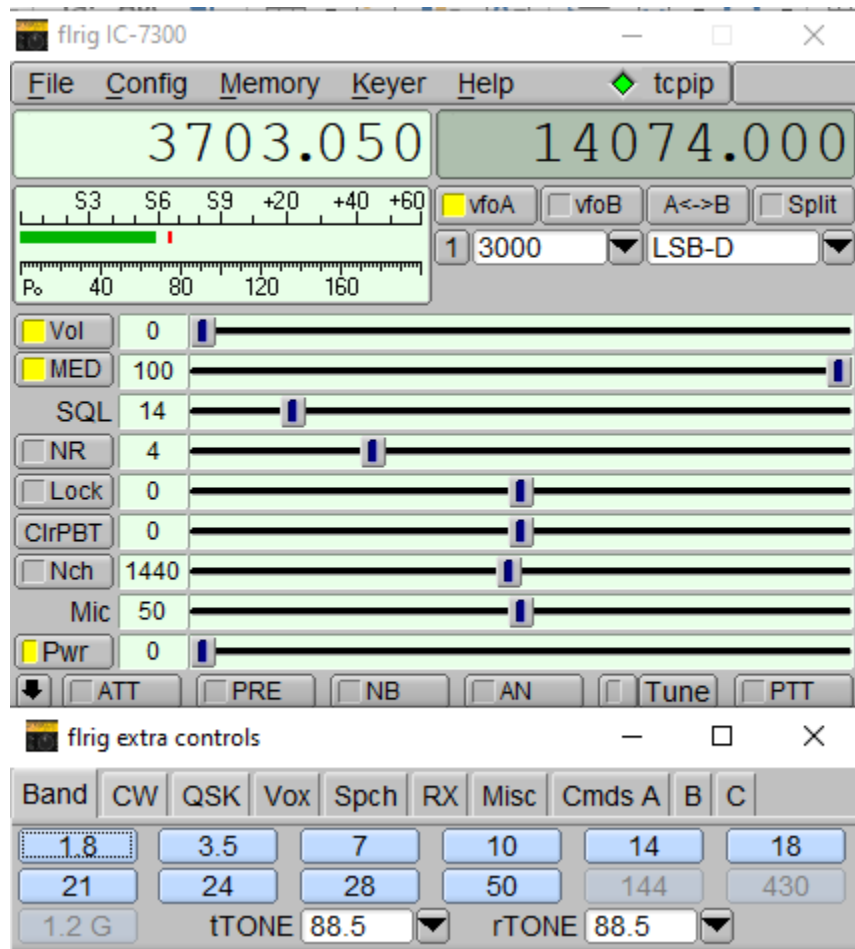 flrig IC-7300
File Config Memory Keyer Help tcpip
3703.050 14074.000
S3 S6 S9 +20 +40 +60
Po 40 80 120 160
vfoA vfoB A<->B Split
1 3000 LSB-D
Vol 0
MED 100
SQL 14
NR 4
Lock 0
ClrPBT 0
Nch 1440
Mic 50
Pwr 0
ATT PRE NB AN Tune PTT
flrig extra controls
Band CW QSK Vox Spch RX Misc Cmds A B C
1.8 3.5 7 10 14 18
21 24 28 50 144 430
1.2 G tTONE 88.5 rTONE 88.5